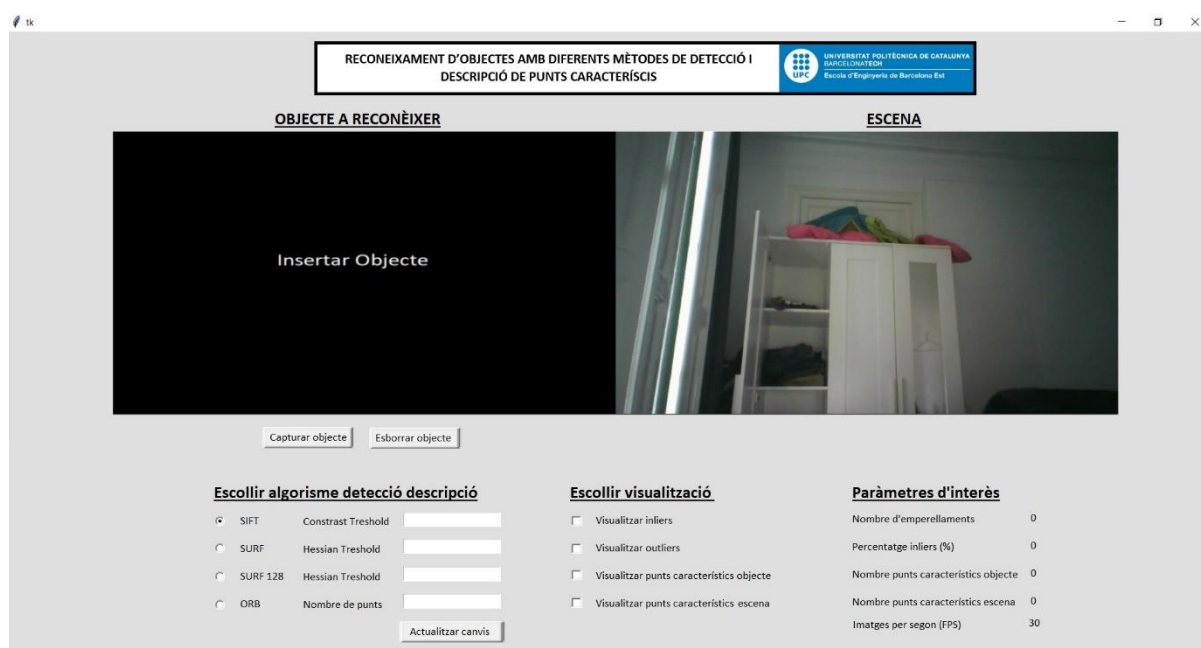 tk
RECONEIXAMENT D'OBJECTES AMB DIFERENTS MÈTODES DE DETECCIÓ I
DESCRIPCIÓ DE PUNTS CARACTERÍSCIS
UPC
UNIVERSITAT POLITÈCNICA DE CATALUNYA
BARCELONATECH
Escola d'Enginyeria de Barcelona Est
OBJECTE A RECONÈIXER
ESCENA
Insertar Objecte
Capturar objecte
Esborrar objecte
Escollir algorisme detecció descripció
SIFT Constrast Treshold
SURF Hessian Treshold
SURF 128 Hessian Treshold
ORB Nombre de punts
Actualitzar canvis
Escollir visualització
Visualitzar inliers
Visualitzar outliers
Visualitzar punts característics objecte
Visualitzar punts característics escena
Paràmetres d'interès
Nombre d'emperellaments 0
Percentatge inliers (%) 0
Nombre punts característics objecte 0
Nombre punts característics escena 0
Imatges per segon (FPS) 30